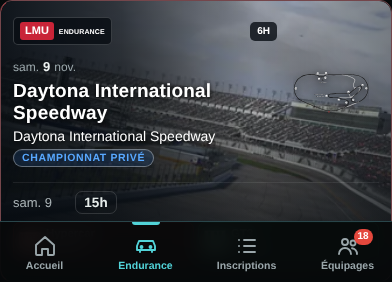 LMU ENDURANCE
6H
sam. 9 nov.
Daytona International
Speedway
Daytona International Speedway
CHAMPIONNAT PRIVÉ
sam. 9 15h
18
Accueil Endurance Inscriptions Équipages